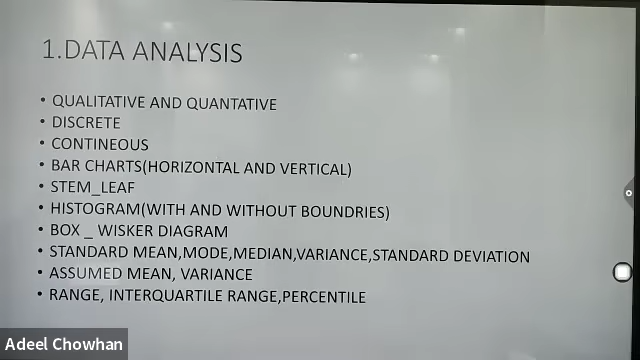 1.DATA ANALYSIS
• QUALITATIVE AND QUANTATIVE
• DISCRETE
• CONTINEOUS
• BAR CHARTS(HORIZONTAL AND VERTICAL)
• STEM_LEAF
• HISTOGRAM(WITH AND WITHOUT BOUNDRIES)
• BOX _ WISKER DIAGRAM
• STANDARD MEAN,MODE,MEDIAN,VARIANCE,STANDARD DEVIATION
• ASSUMED MEAN, VARIANCE
• RANGE, INTERQUARTILE RANGE,PERCENTILE
Adeel Chowhan